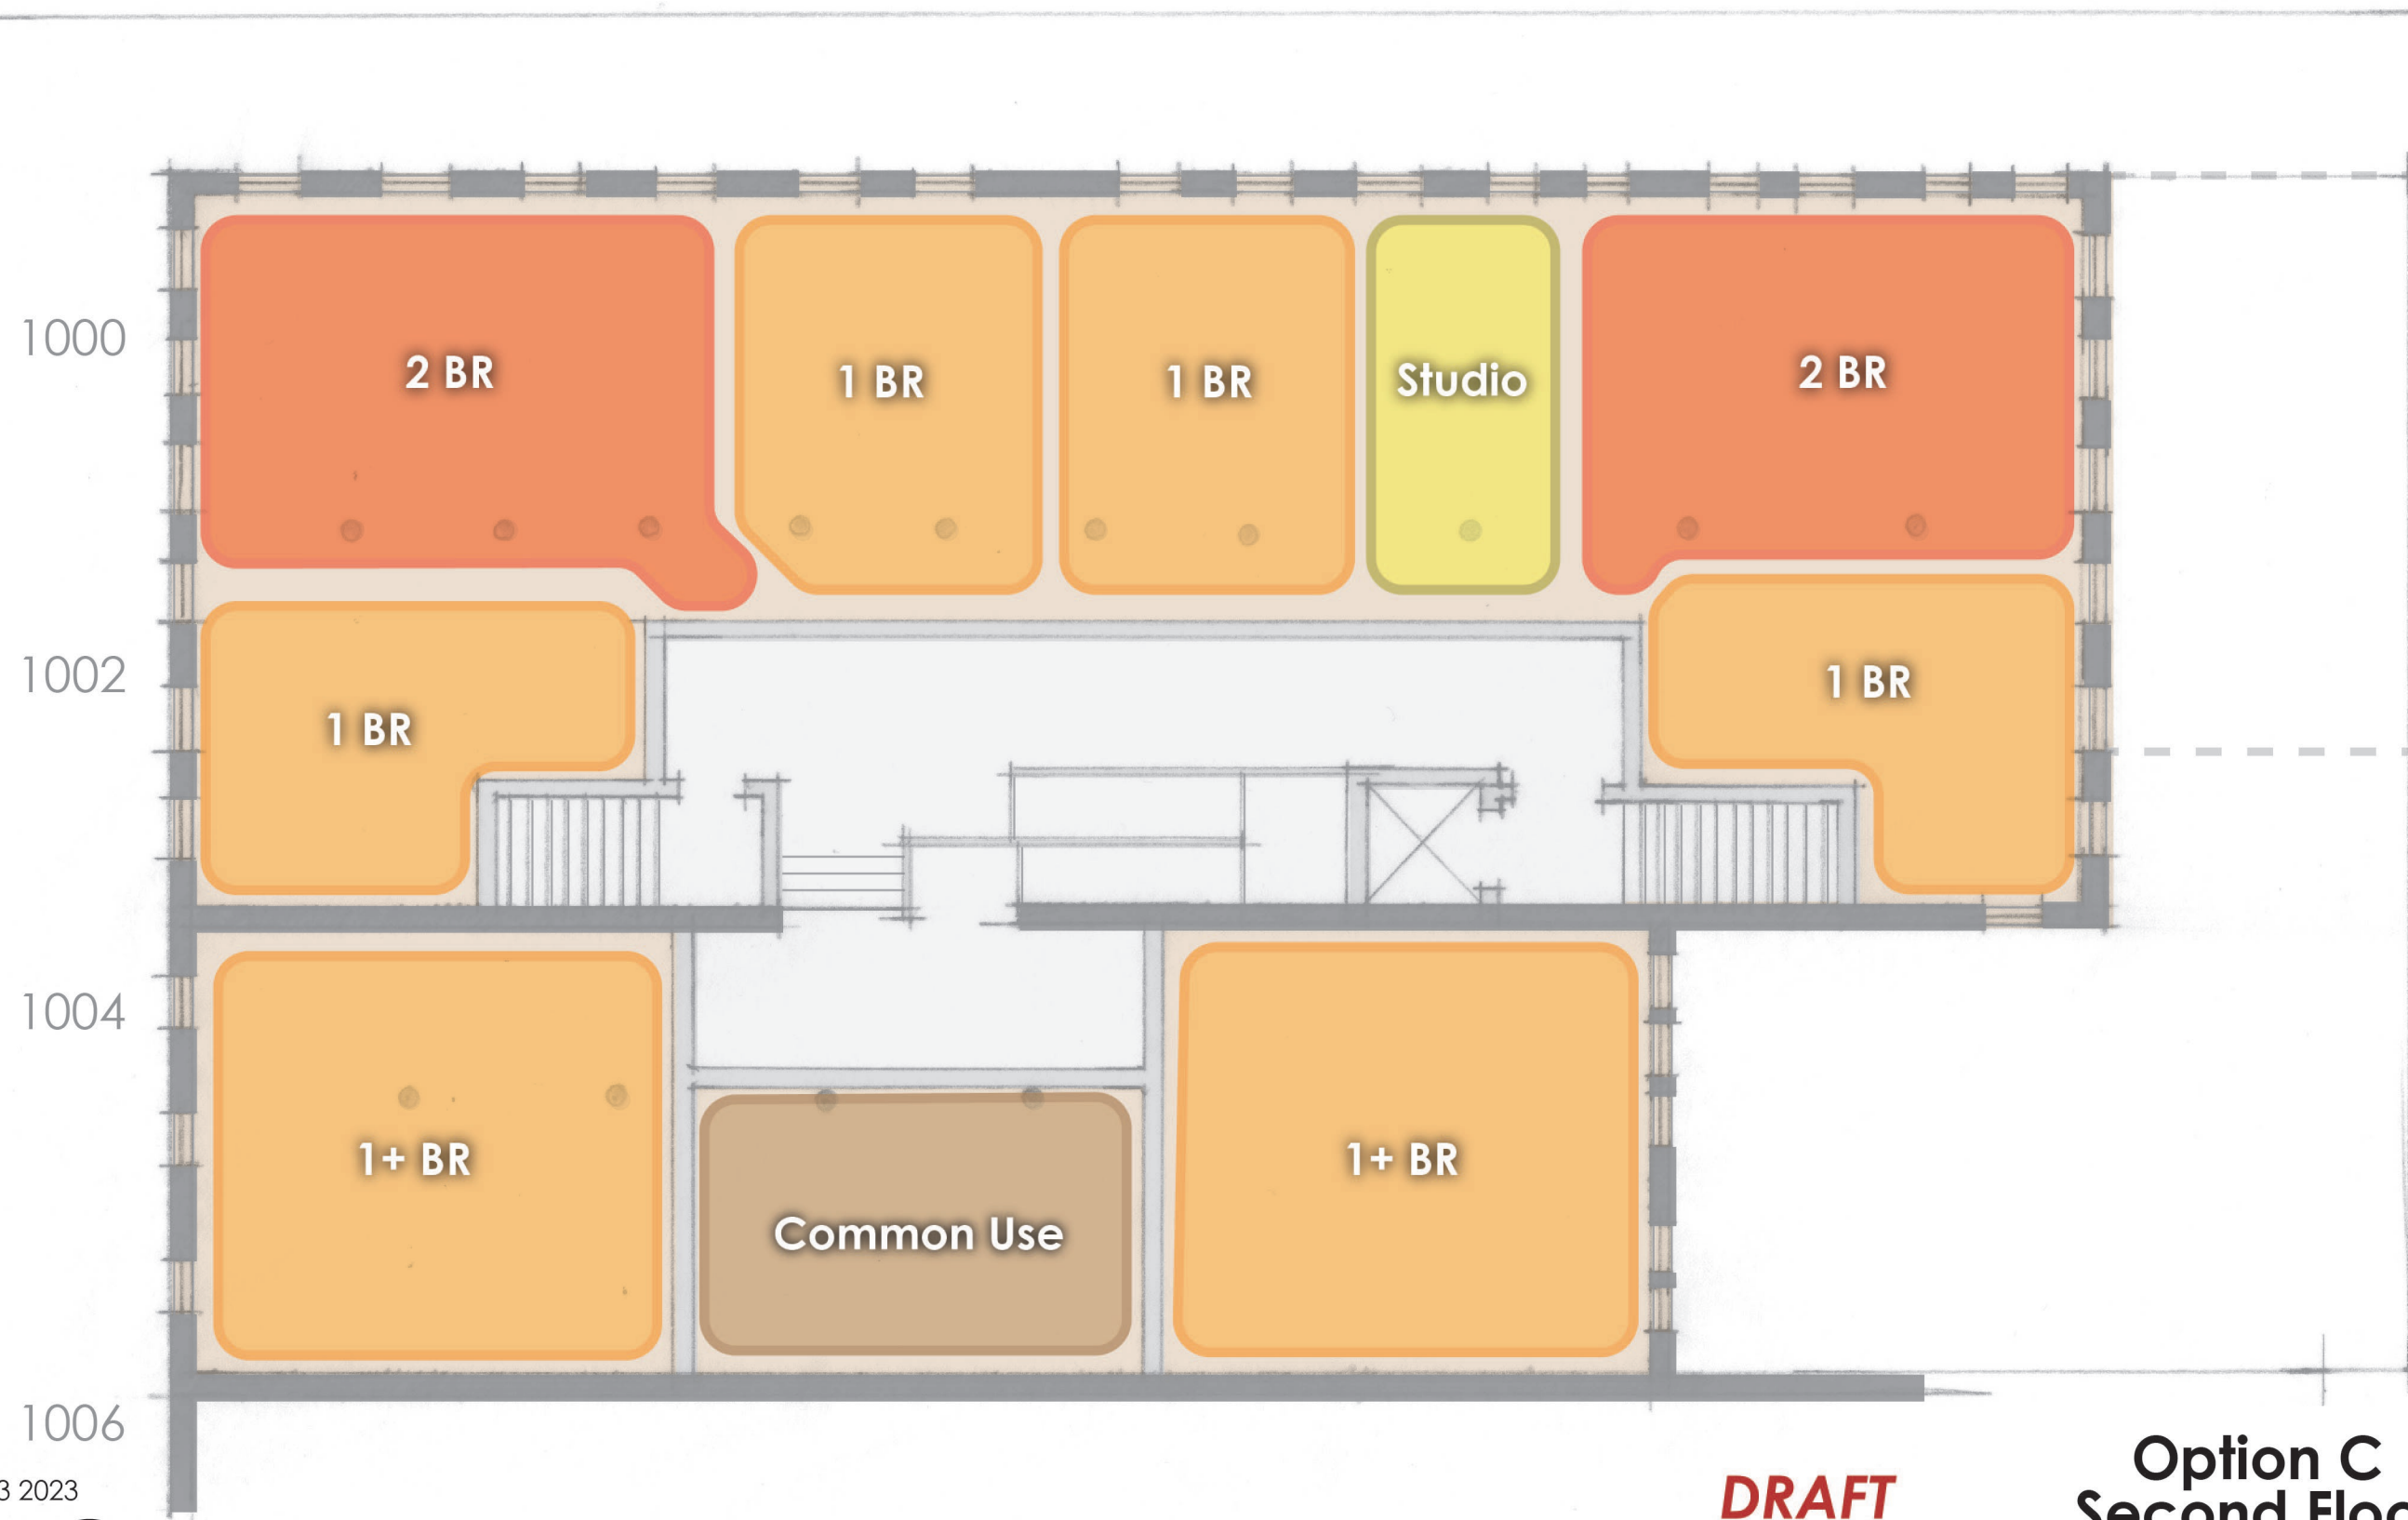 1000
2 BR
1 BR
1 BR
Studio
2 BR
1002
1 BR
1 BR
1004
1+ BR
1+ BR
Common Use
1006
3 2023
DRAFT
Option C
Second